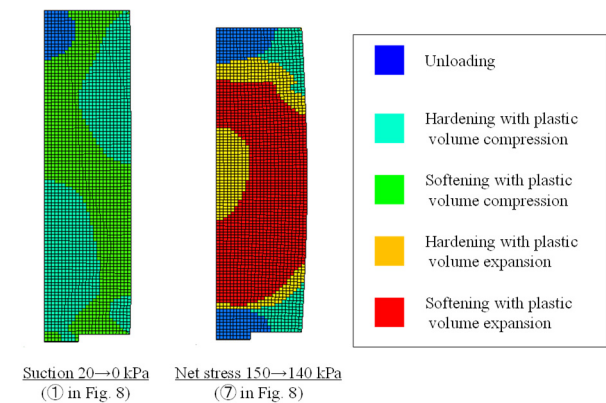 Unloading
Hardening with plastic
volume compression
Softening with plastic
volume compression
Hardening with plastic
volume expansion
Softening with plastic
volume expansion
Suction 20→0 kPa
(① in Fig. 8)
Net stress 150→140 kPa
(⑦ in Fig. 8)